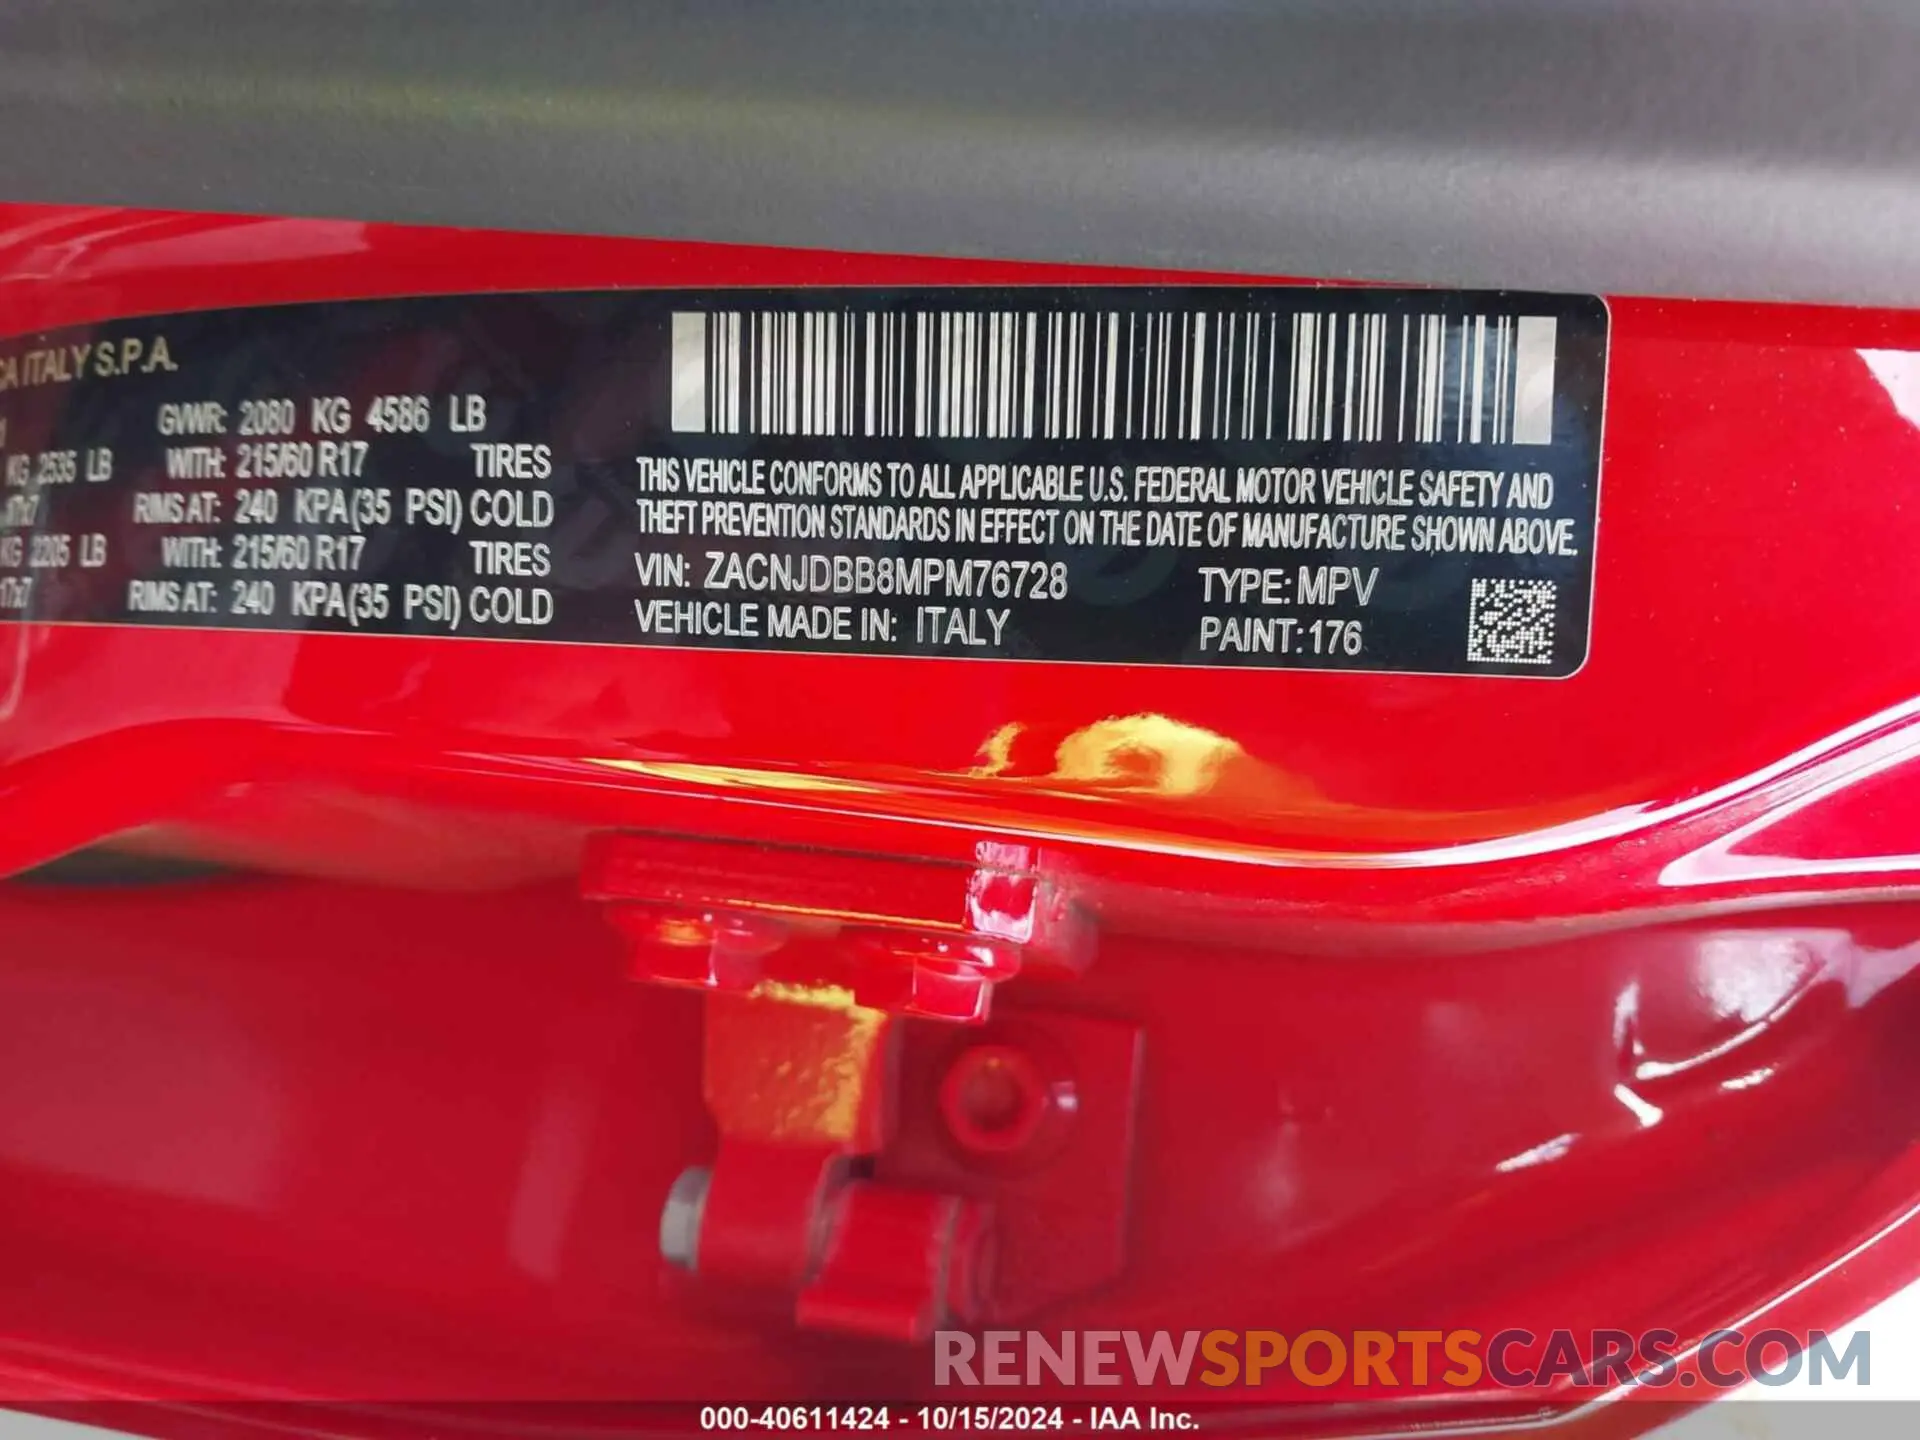 CA ITALY S.P.A.
GVWR: 2080 KG 4586 LB
KG 2535 LB WITH: 215/60 R17 TIRES
17x7 RIMS AT: 240 KPA(35 PSI) COLD
KG 2205 LB WITH: 215/60 R17 TIRES
17x7 RIMS AT: 240 KPA(35 PSI) COLD
THIS VEHICLE CONFORMS TO ALL APPLICABLE U.S. FEDERAL MOTOR VEHICLE SAFETY AND
THEFT PREVENTION STANDARDS IN EFFECT ON THE DATE OF MANUFACTURE SHOWN ABOVE.
VIN: ZACNJDBB8MPM76728 TYPE: MPV
VEHICLE MADE IN: ITALY PAINT: 176
RENEWSPORTSCARS.COM
000-40611424 - 10/15/2024 - IAA Inc.